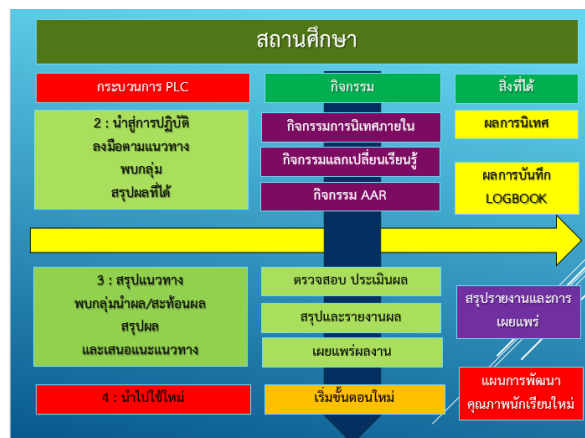 สถานศึกษา
กระบวนการ PLC
กิจกรรม
สิ่งที่ได้
2 : นำสู่การปฏิบัติ
ลงมือตามแนวทาง
พบกลุ่ม
สรุปผลที่ได้
กิจกรรมการนิเทศภายใน
กิจกรรมแลกเปลี่ยนเรียนรู้
กิจกรรม AAR
ผลการนิเทศ
ผลการบันทึก
LOGBOOK
3 : สรุปแนวทาง
พบกลุ่มนำผล/สะท้อนผล
สรุปผล
และเสนอแนะแนวทาง
ตรวจสอบ ประเมินผล
สรุปและรายงานผล
เผยแพร่ผลงาน
สรุปรายงานและการ
เผยแพร่
4 : นำไปใช้ใหม่
เริ่มขั้นตอนใหม่
แผนการพัฒนา
คุณภาพนักเรียนใหม่